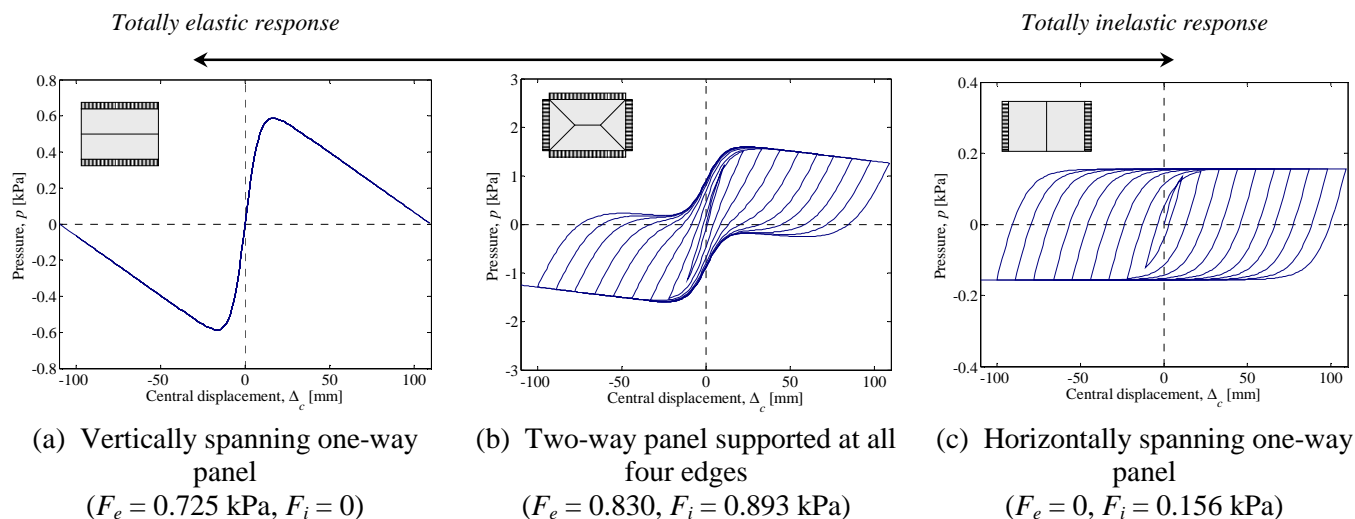 Totally elastic response
Totally inelastic response
0.8
0.6
0.4
0.2
0
-0.2
-0.4
-0.6
-0.8
Pressure, p [kPa]
-100
-50
0
50
100
Central displacement, Δc [mm]
3
2
1
0
-1
-2
-3
Pressure, p [kPa]
-100
-50
0
50
100
Central displacement, Δc [mm]
0.4
0.2
0
-0.2
-0.4
Pressure, p [kPa]
-100
-50
0
50
100
Central displacement, Δc [mm]
(a) Vertically spanning one-way
panel
(Fe = 0.725 kPa, Fi = 0)
(b) Two-way panel supported at all
four edges
(Fe = 0.830, Fi = 0.893 kPa)
(c) Horizontally spanning one-way
panel
(Fe = 0, Fi = 0.156 kPa)